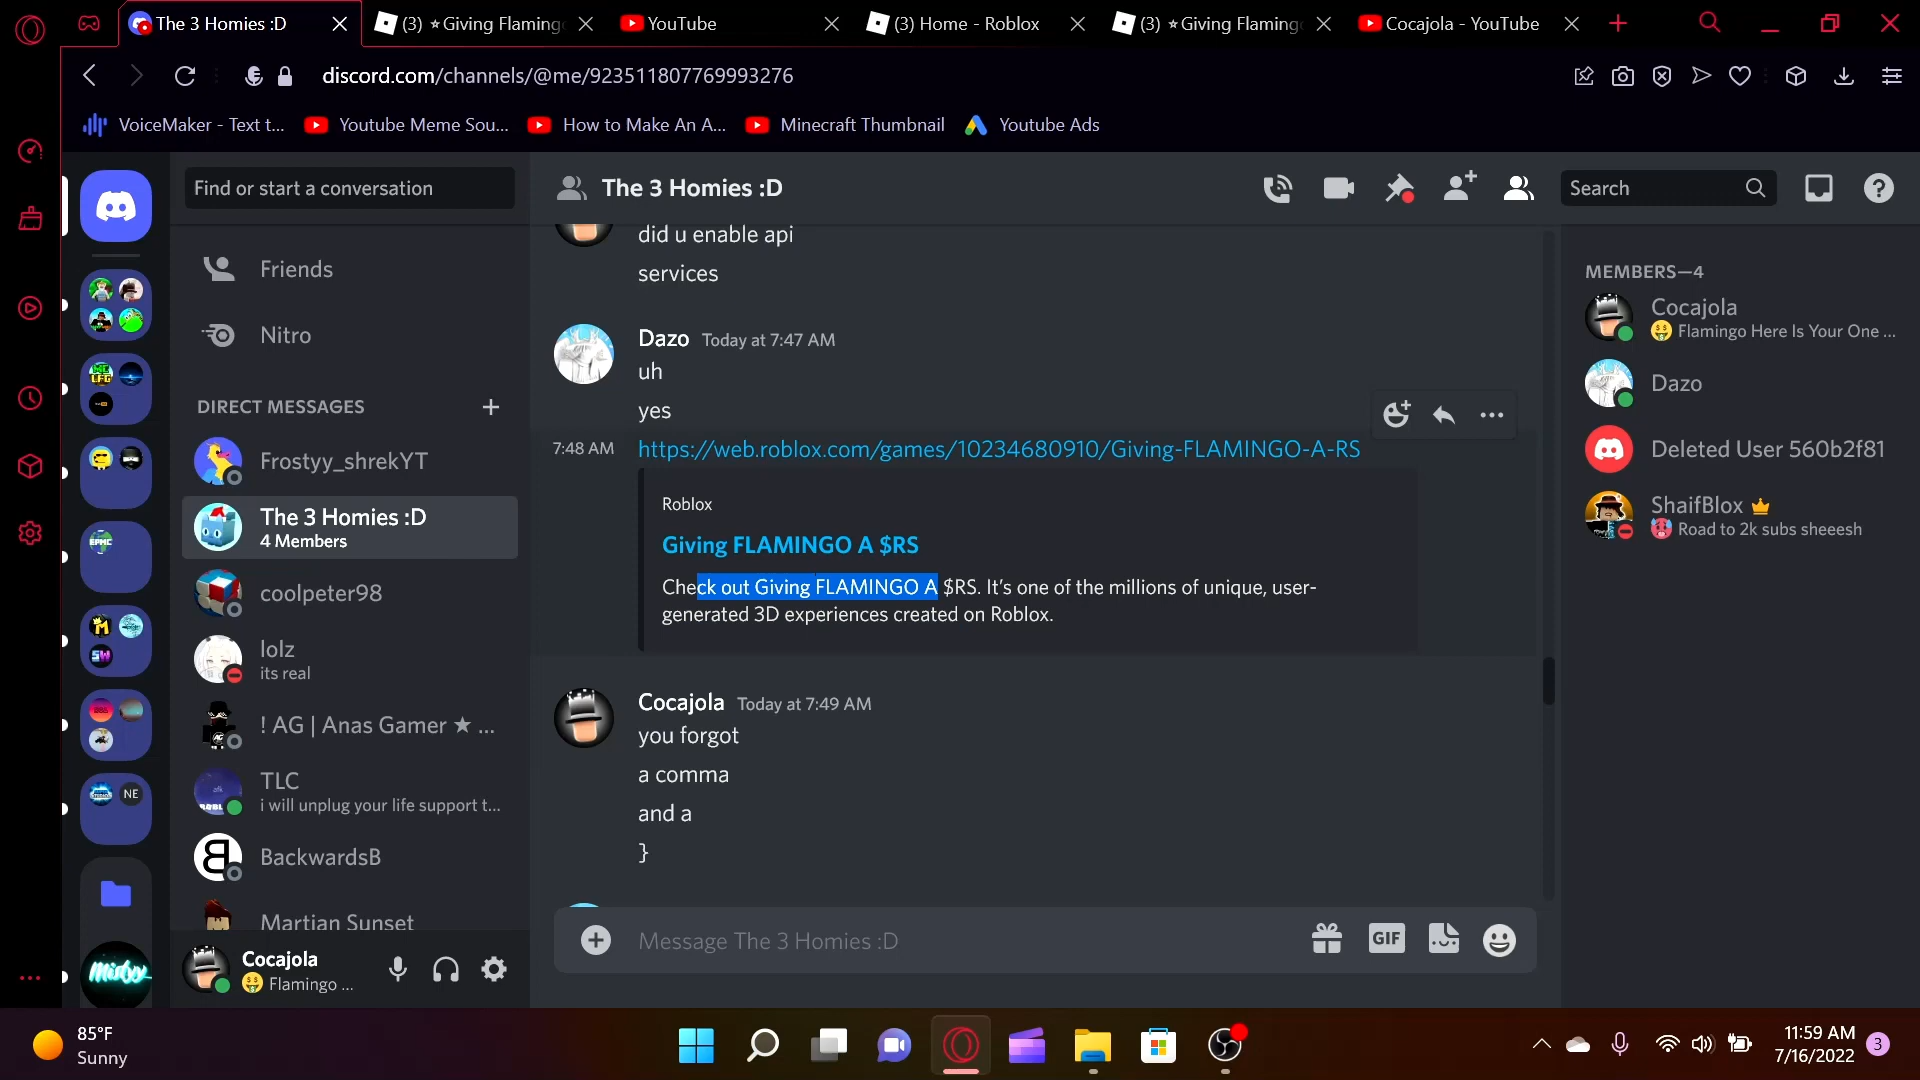 The 3 Homies :D
(3) ⭐Giving Flaming
YouTube
(3) Home - Roblox
(3) ⭐Giving Flaming
Cocajola - YouTube
discord.com/channels/@me/923511807769993276
VoiceMaker - Text t...
Youtube Meme Sou...
How to Make An A...
Minecraft Thumbnail
Youtube Ads
Find or start a conversation
Friends
Nitro
DIRECT MESSAGES
Frostyy_shrekYT
The 3 Homies :D
4 Members
coolpeter98
lolz
its real
! AG | Anas Gamer ★ ...
TLC
i will unplug your life support t...
BackwardsB
Martian Sunset
Cocajola
🤑 Flamingo ...
EPMC
NE
Mistyy
The 3 Homies :D
Search
did u enable api
services
Dazo Today at 7:47 AM
uh
yes
7:48 AM https://web.roblox.com/games/10234680910/Giving-FLAMINGO-A-RS
Roblox
Giving FLAMINGO A $RS
Check out Giving FLAMINGO A $RS. It’s one of the millions of unique, user-
generated 3D experiences created on Roblox.
Cocajola Today at 7:49 AM
you forgot
a comma
and a
}
Message The 3 Homies :D
GIF
MEMBERS—4
Cocajola
🤑 Flamingo Here Is Your One ...
Dazo
Deleted User 560b2f81
ShaifBlox
🥵 Road to 2k subs sheeesh
85°F
Sunny
11:59 AM
7/16/2022
3